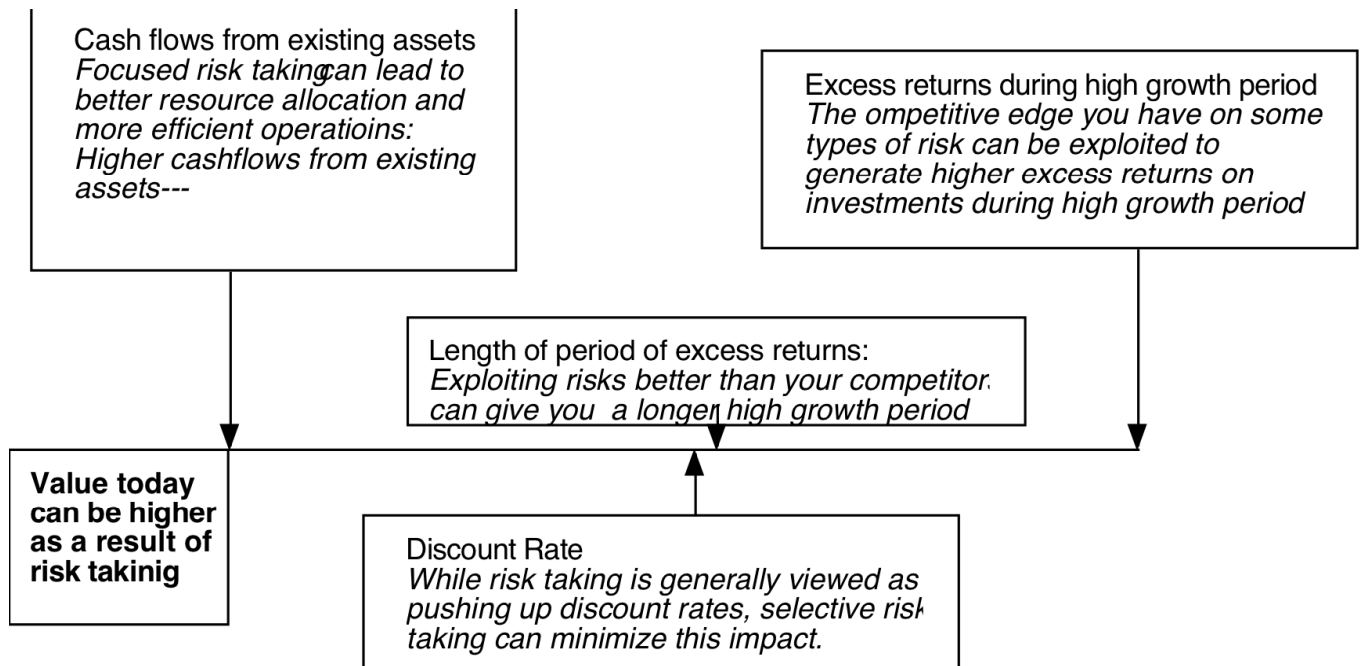 Cash flows from existing assets
Focused risk taking can lead to
better resource allocation and
more efficient operatioins:
Higher cashflows from existing
assets---
Excess returns during high growth period
The ompetitive edge you have on some
types of risk can be exploited to
generate higher excess returns on
investments during high growth period
Length of period of excess returns:
Exploiting risks better than your competitor
can give you a longer high growth period
Value today
can be higher
as a result of
risk takinig
Discount Rate
While risk taking is generally viewed as
pushing up discount rates, selective risk
taking can minimize this impact.